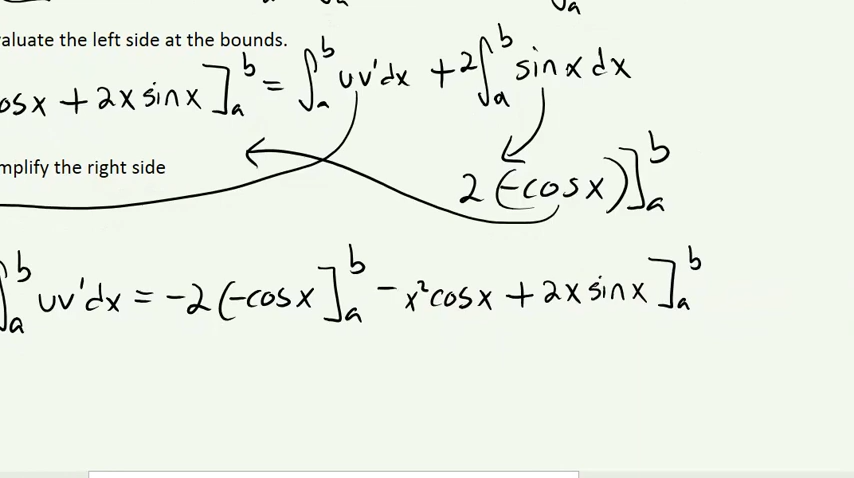 aluate the left side at the bounds.
osx + 2x sinx]ₐᵇ = ∫ₐᵇ uv'dx + 2∫ₐᵇ sinx dx
mplify the right side
2(-cosx)]ₐᵇ
∫ₐᵇ uv'dx = -2(-cosx]ₐᵇ - x²cosx + 2x sinx]ₐᵇ